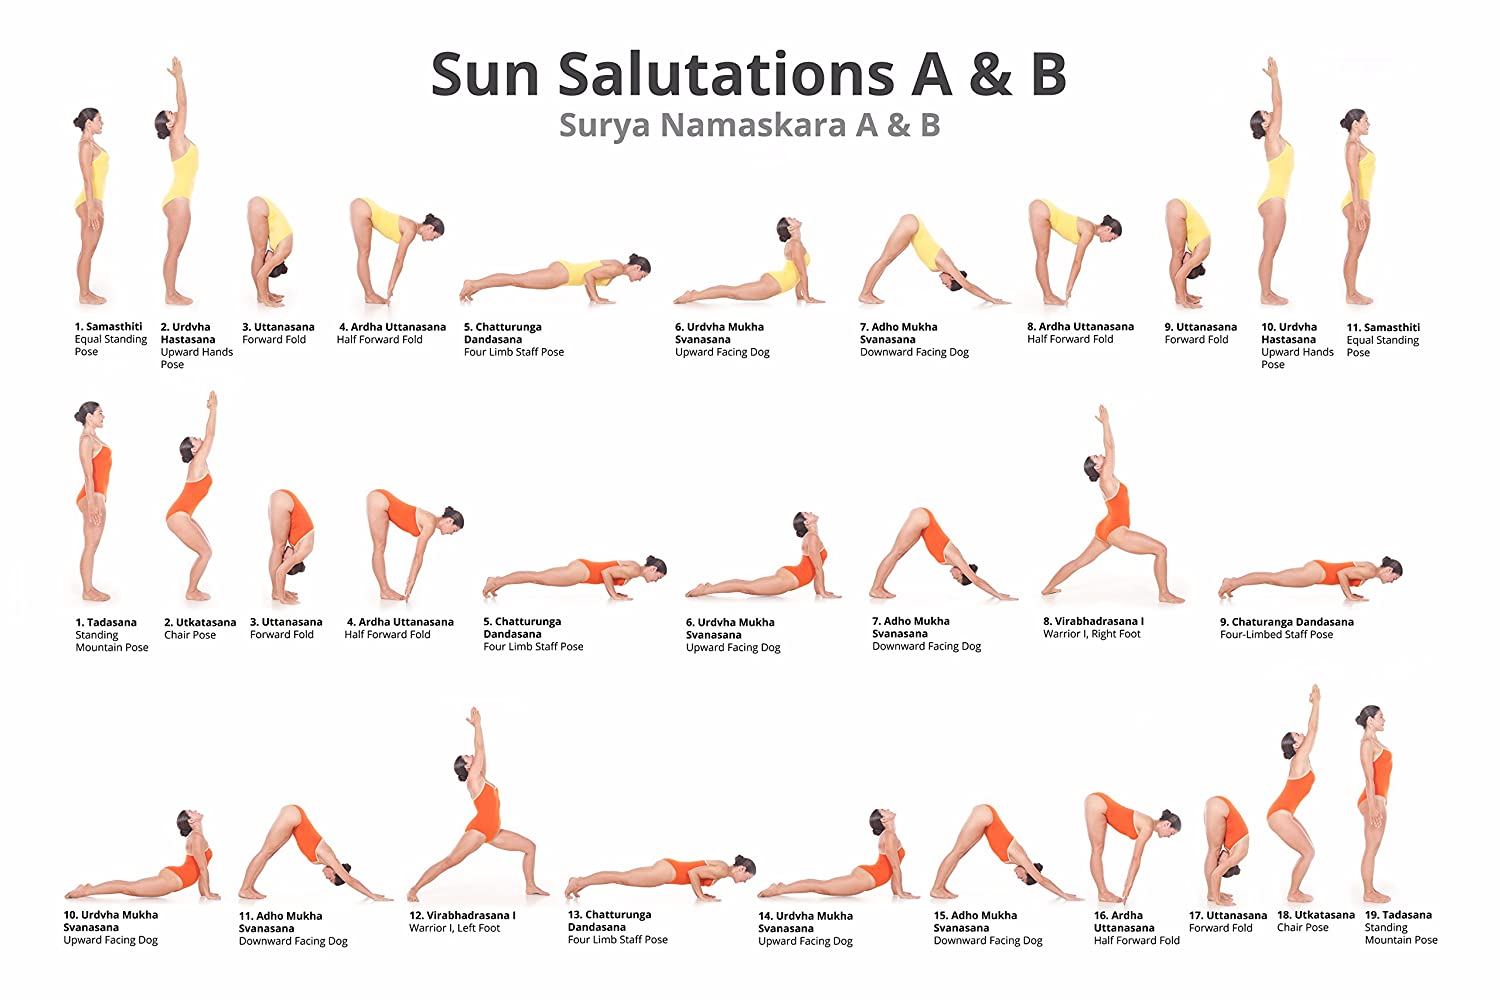 Sun Salutations A & B
Surya Namaskara A & B
1. Samasthiti
Equal Standing
Pose
2. Urdvha
Hastasana
Upward Hands
Pose
3. Uttanasana
Forward Fold
4. Ardha Uttanasana
Half Forward Fold
5. Chatturunga
Dandasana
Four Limb Staff Pose
6. Urdvha Mukha
Svanasana
Upward Facing Dog
7. Adho Mukha
Svanasana
Downward Facing Dog
8. Ardha Uttanasana
Half Forward Fold
9. Uttanasana
Forward Fold
10. Urdvha
Hastasana
Upward Hands
Pose
11. Samasthiti
Equal Standing
Pose
1. Tadasana
Standing
Mountain Pose
2. Utkatasana
Chair Pose
3. Uttanasana
Forward Fold
4. Ardha Uttanasana
Half Forward Fold
5. Chatturunga
Dandasana
Four Limb Staff Pose
6. Urdvha Mukha
Svanasana
Upward Facing Dog
7. Adho Mukha
Svanasana
Downward Facing Dog
8. Virabhadrasana I
Warrior I, Right Foot
9. Chaturanga Dandasana
Four-Limbed Staff Pose
10. Urdvha Mukha
Svanasana
Upward Facing Dog
11. Adho Mukha
Svanasana
Downward Facing Dog
12. Virabhadrasana I
Warrior I, Left Foot
13. Chatturunga
Dandasana
Four Limb Staff Pose
14. Urdvha Mukha
Svanasana
Upward Facing Dog
15. Adho Mukha
Svanasana
Downward Facing Dog
16. Ardha
Uttanasana
Half Forward Fold
17. Uttanasana
Forward Fold
18. Utkatasana
Chair Pose
19. Tadasana
Standing
Mountain Pose